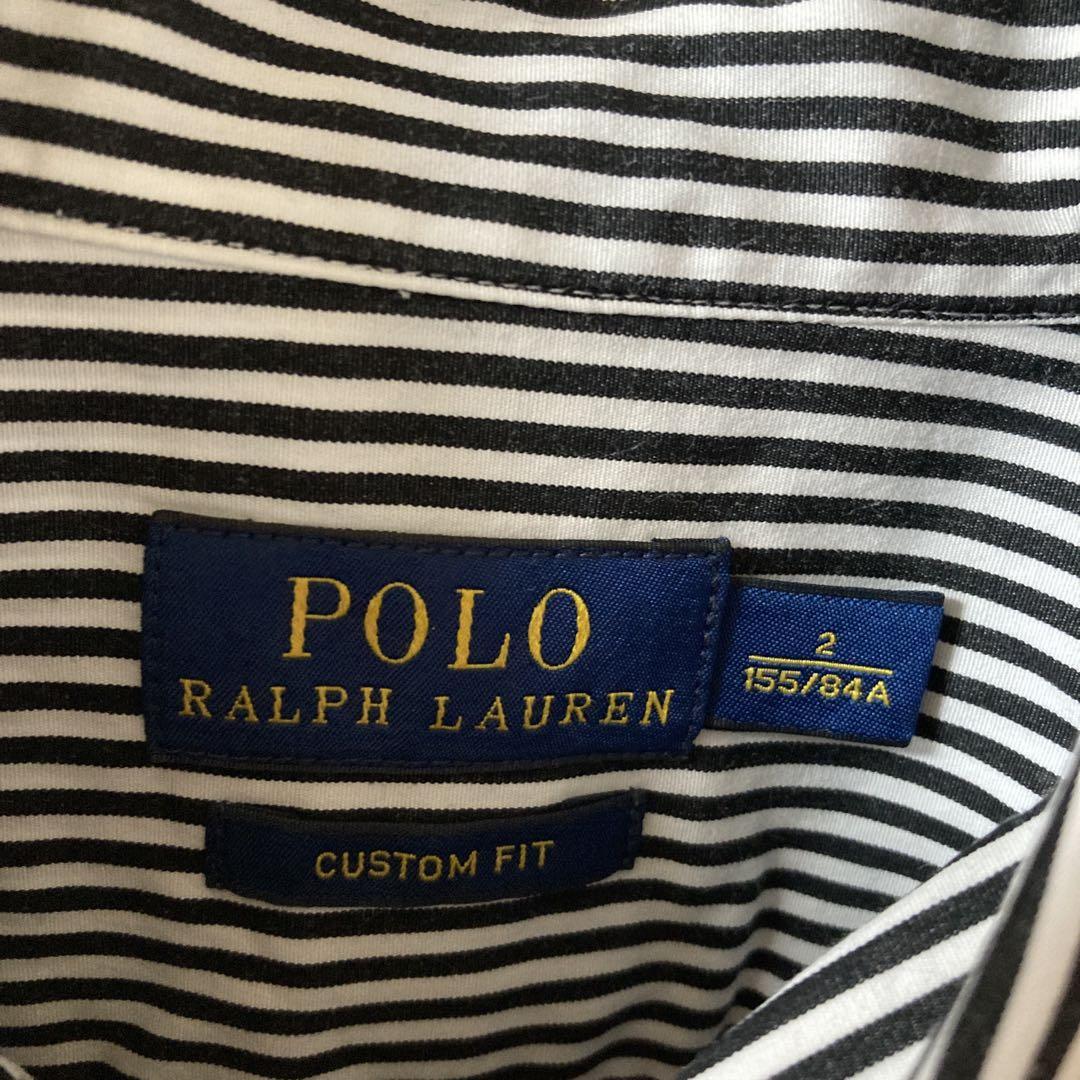 POLO
RALPH LAUREN
2
155/84A
CUSTOM FIT